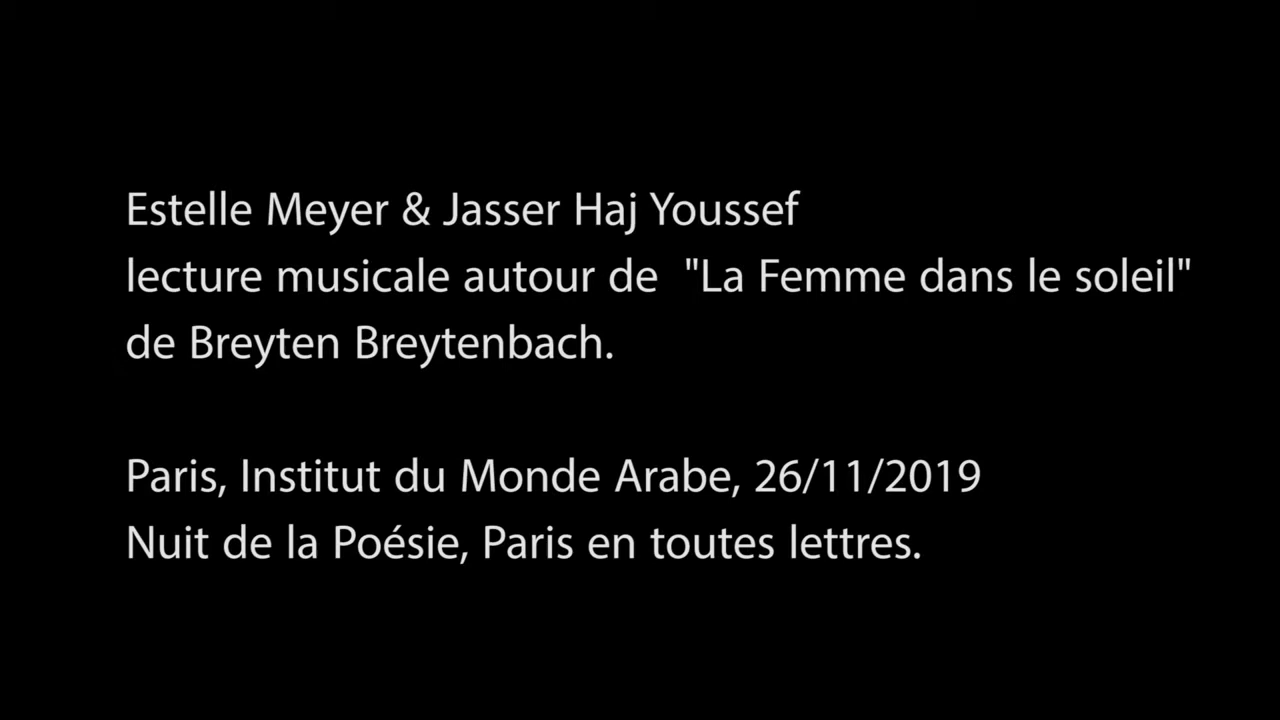 Estelle Meyer & Jasser Haj Youssef
lecture musicale autour de  "La Femme dans le soleil"
de Breyten Breytenbach.
Paris, Institut du Monde Arabe, 26/11/2019
Nuit de la Poésie, Paris en toutes lettres.